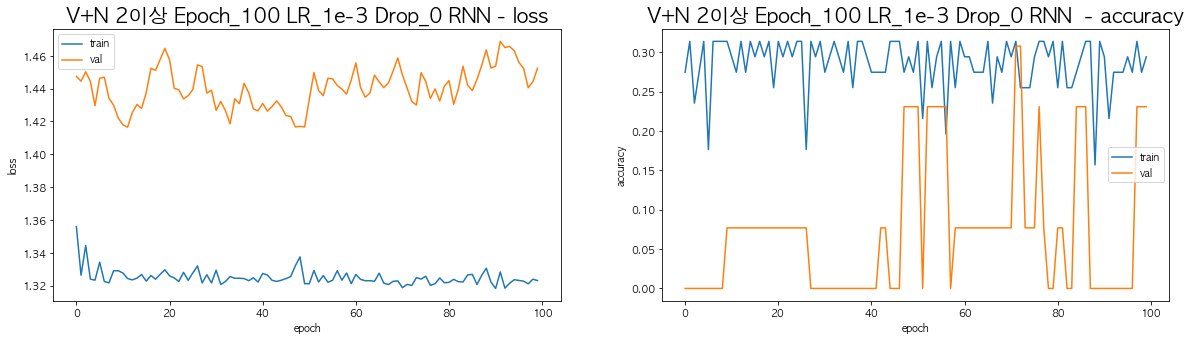 V+N 2이상 Epoch_100 LR_1e-3 Drop_0 RNN - loss
train
val
1.46
1.44
1.42
1.40
1.38
1.36
1.34
1.32
loss
0
20
40
60
80
100
epoch
V+N 2이상 Epoch_100 LR_1e-3 Drop_0 RNN  - accuracy
0.30
0.25
0.20
0.15
0.10
0.05
0.00
accuracy
train
val
0
20
40
60
80
100
epoch